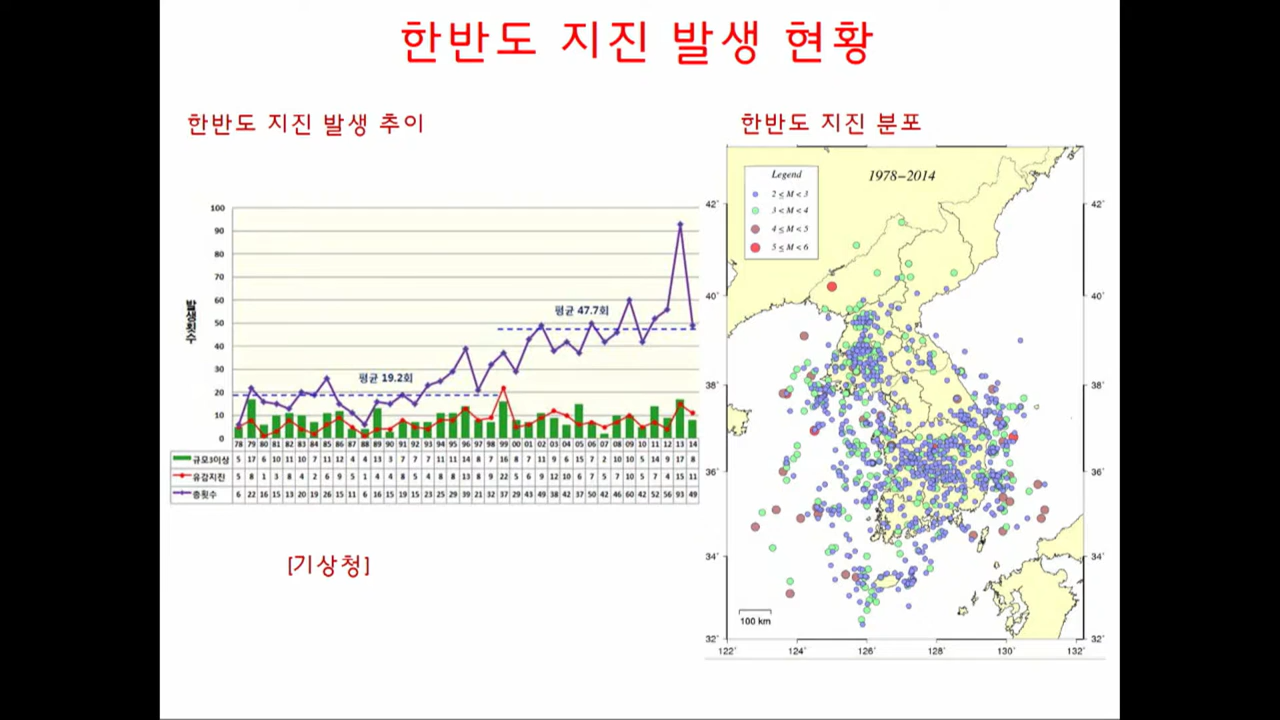 한반도 지진 발생 현황
한반도 지진 발생 추이
한반도 지진 분포
발생횟수
100
90
80
70
60
50
40
30
20
10
0
평균 47.7회
평균 19.2회
78 79 80 81 82 83 84 85 86 87 88 89 90 91 92 93 94 95 96 97 98 99 00 01 02 03 04 05 06 07 08 09 10 11 12 13 14
규모3이상 5 17 6 10 11 10 7 11 12 4 4 13 3 7 7 7 11 11 14 8 7 16 8 7 11 9 6 15 7 2 10 10 5 14 9 17 8
유감지진 5 8 1 3 8 4 2 6 9 5 1 4 4 8 5 4 8 8 13 8 9 22 5 5 9 12 10 6 7 5 7 10 5 7 4 15 11
총횟수 6 22 16 15 13 20 19 26 15 11 6 16 15 19 15 23 25 29 39 21 32 37 29 43 49 38 42 37 50 42 46 60 42 52 56 93 49
[기상청]
Legend
2 ≤ M < 3
3 < M < 4
4 ≤ M < 5
5 ≤ M < 6
1978–2014
42° 42°
40° 40°
38° 38°
36° 36°
34° 34°
32° 32°
100 km
122° 124° 126° 128° 130° 132°